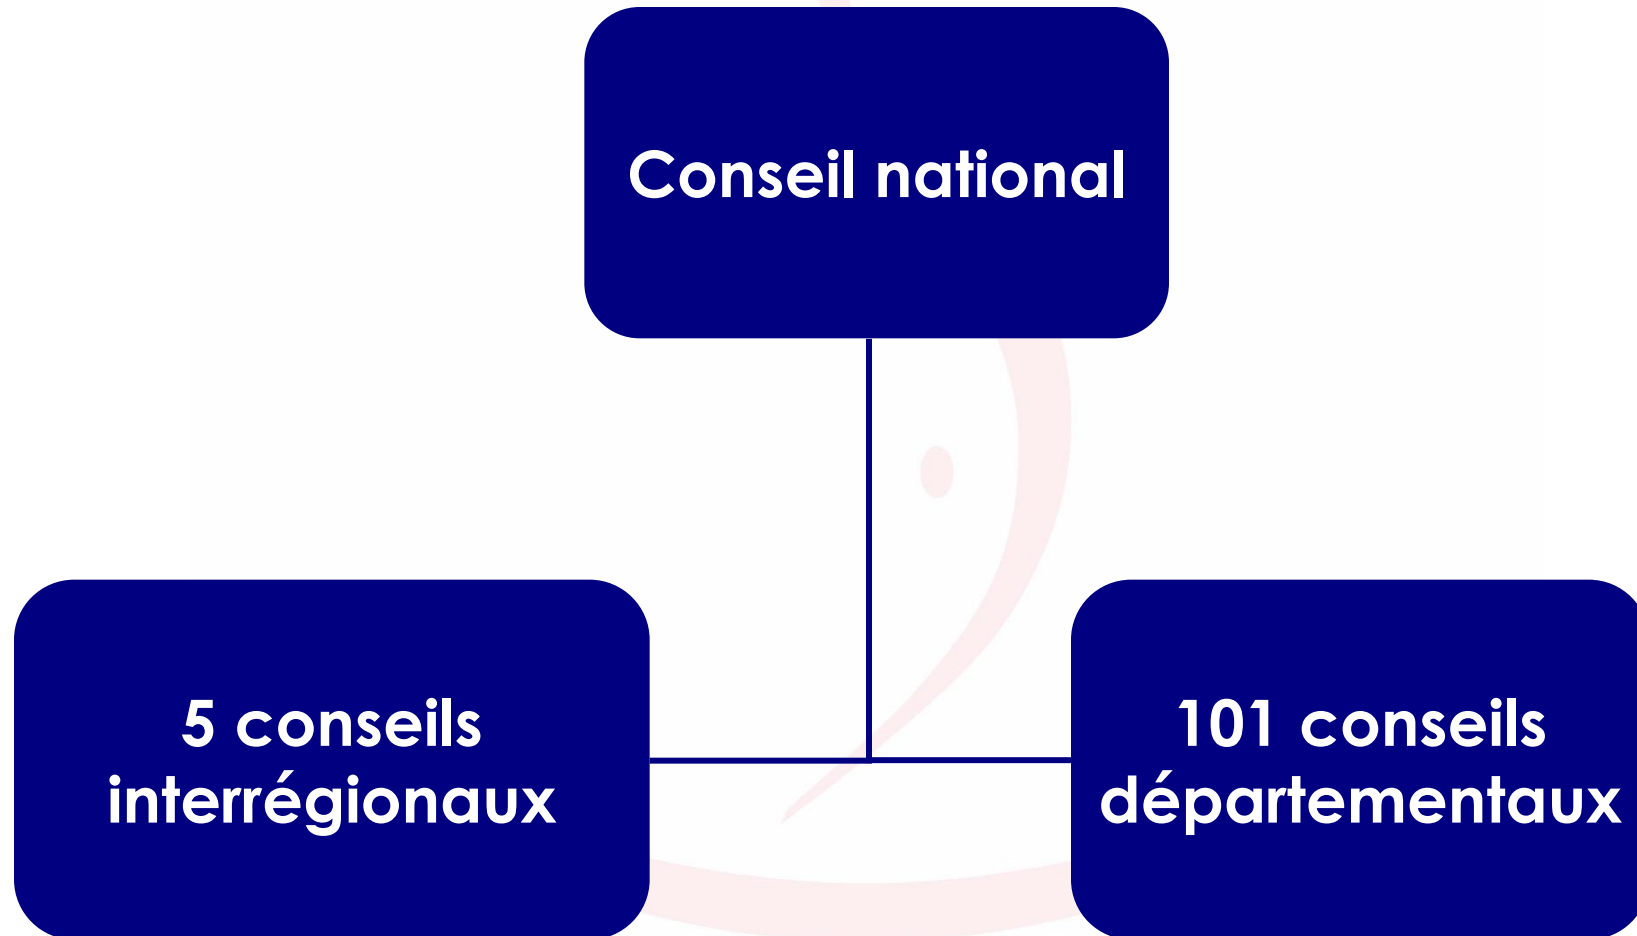 Conseil national
5 conseils
interrégionaux
101 conseils
départementaux